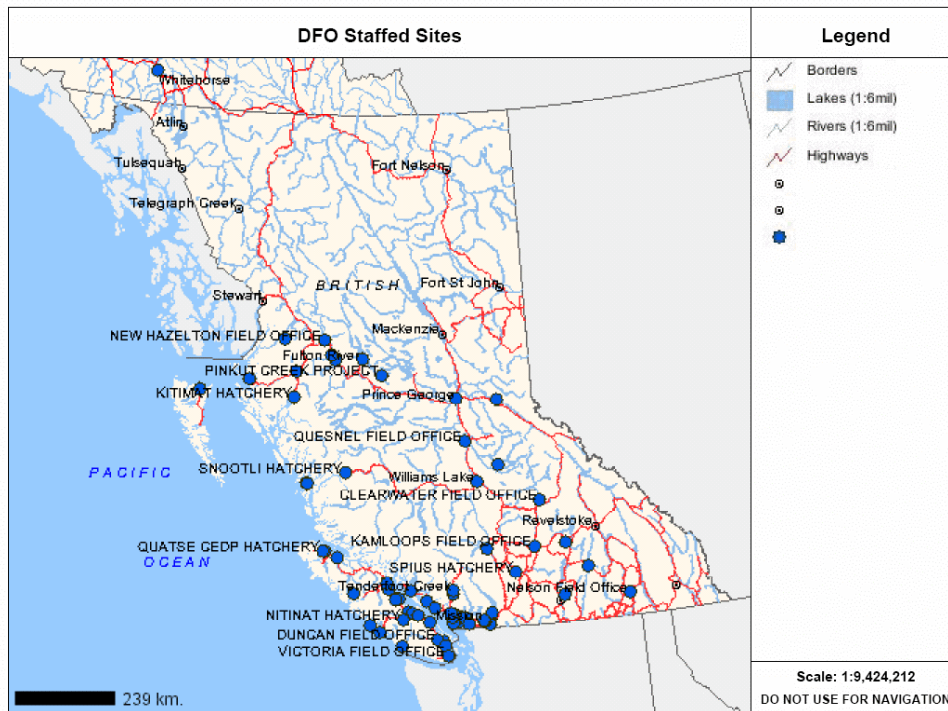 DFO Staffed Sites
Legend
Borders
Lakes (1:6mil)
Rivers (1:6mil)
Highways
Whitehorse
Atlin
Tulsequah
Fort Nelson
Telegraph Creek
BRITISH
Fort St John
Stewart
Mackenzie
NEW HAZELTON FIELD OFFICE
Fulton River
PINKUT CREEK PROJECT
KITIMAT HATCHERY
Prince George
QUESNEL FIELD OFFICE
PACIFIC
SNOOTLI HATCHERY
Williams Lake
CLEARWATER FIELD OFFICE
Revelstoke
KAMLOOPS FIELD OFFICE
QUATSE CEDP HATCHERY
OCEAN
SPIUS HATCHERY
Tenderfoot Creek
Nelson Field Office
NITINAT HATCHERY
Mission
DUNCAN FIELD OFFICE
VICTORIA FIELD OFFICE
239 km.
Scale: 1:9,424,212
DO NOT USE FOR NAVIGATION